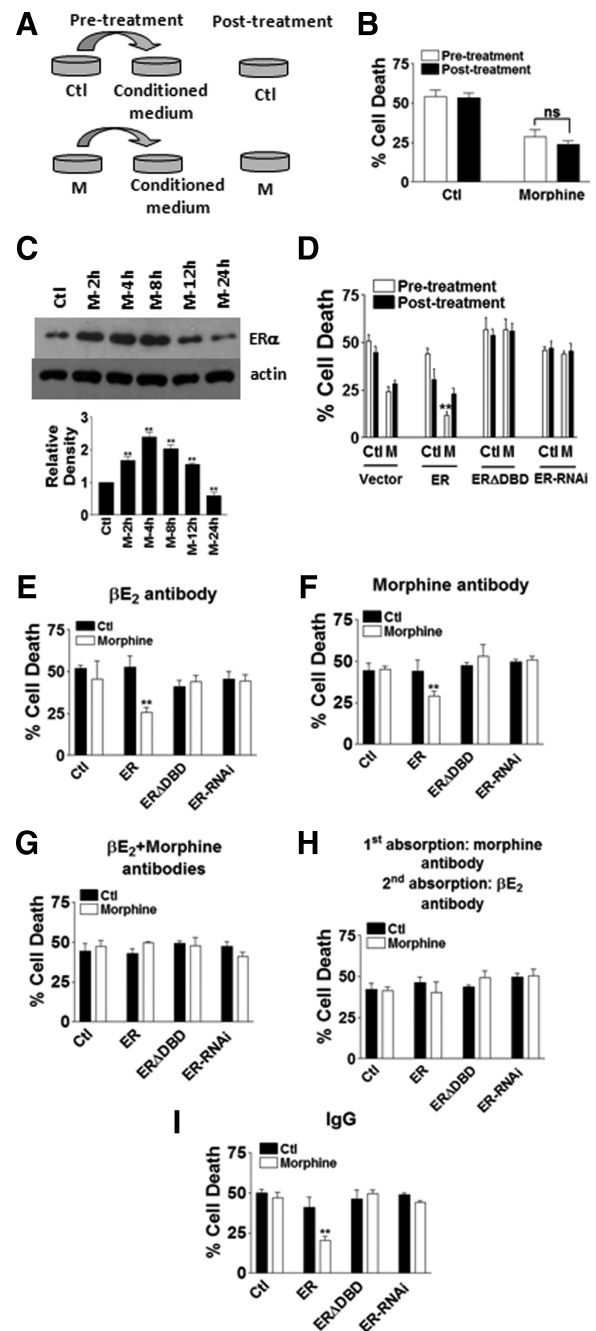 A
Pre-treatment
Post-treatment
Ctl
Conditioned
medium
Ctl
M
Conditioned
medium
M
B
Pre-treatment
Post-treatment
% Cell Death
75
50
25
0
ns
Ctl
Morphine
C
Ctl
M-2h
M-4h
M-8h
M-12h
M-24h
ERα
actin
Relative
Density
3
2
1
0
**
**
**
**
**
Ctl
M-2h
M-4h
M-8h
M-12h
M-24h
D
Pre-treatment
Post-treatment
% Cell Death
75
50
25
0
**
Ctl M
Ctl M
Ctl M
Ctl M
Vector
ER
ERΔDBD
ER-RNAi
E
βE2 antibody
Ctl
Morphine
% Cell Death
75
50
25
0
**
Ctl
ER
ERΔDBD
ER-RNAi
F
Morphine antibody
Ctl
Morphine
% Cell Death
75
50
25
0
**
Ctl
ER
ERΔDBD
ER-RNAi
G
βE2+Morphine
antibodies
Ctl
Morphine
% Cell Death
75
50
25
0
Ctl
ER
ERΔDBD
ER-RNAi
H
1st absorption: morphine
antibody
2nd absorption: βE2
antibody
Ctl
Morphine
% Cell Death
75
50
25
0
Ctl
ER
ERΔDBD
ER-RNAi
I
IgG
Ctl
Morphine
% Cell Death
75
50
25
0
**
Ctl
ER
ERΔDBD
ER-RNAi